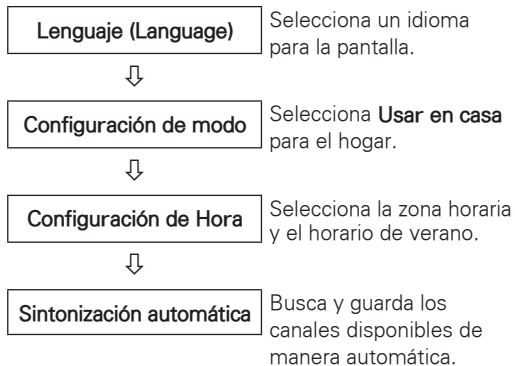 Lenguaje (Language)
Selecciona un idioma
para la pantalla.
Configuración de modo
Selecciona Usar en casa
para el hogar.
Configuración de Hora
Selecciona la zona horaria
y el horario de verano.
Sintonización automática
Busca y guarda los
canales disponibles de
manera automática.